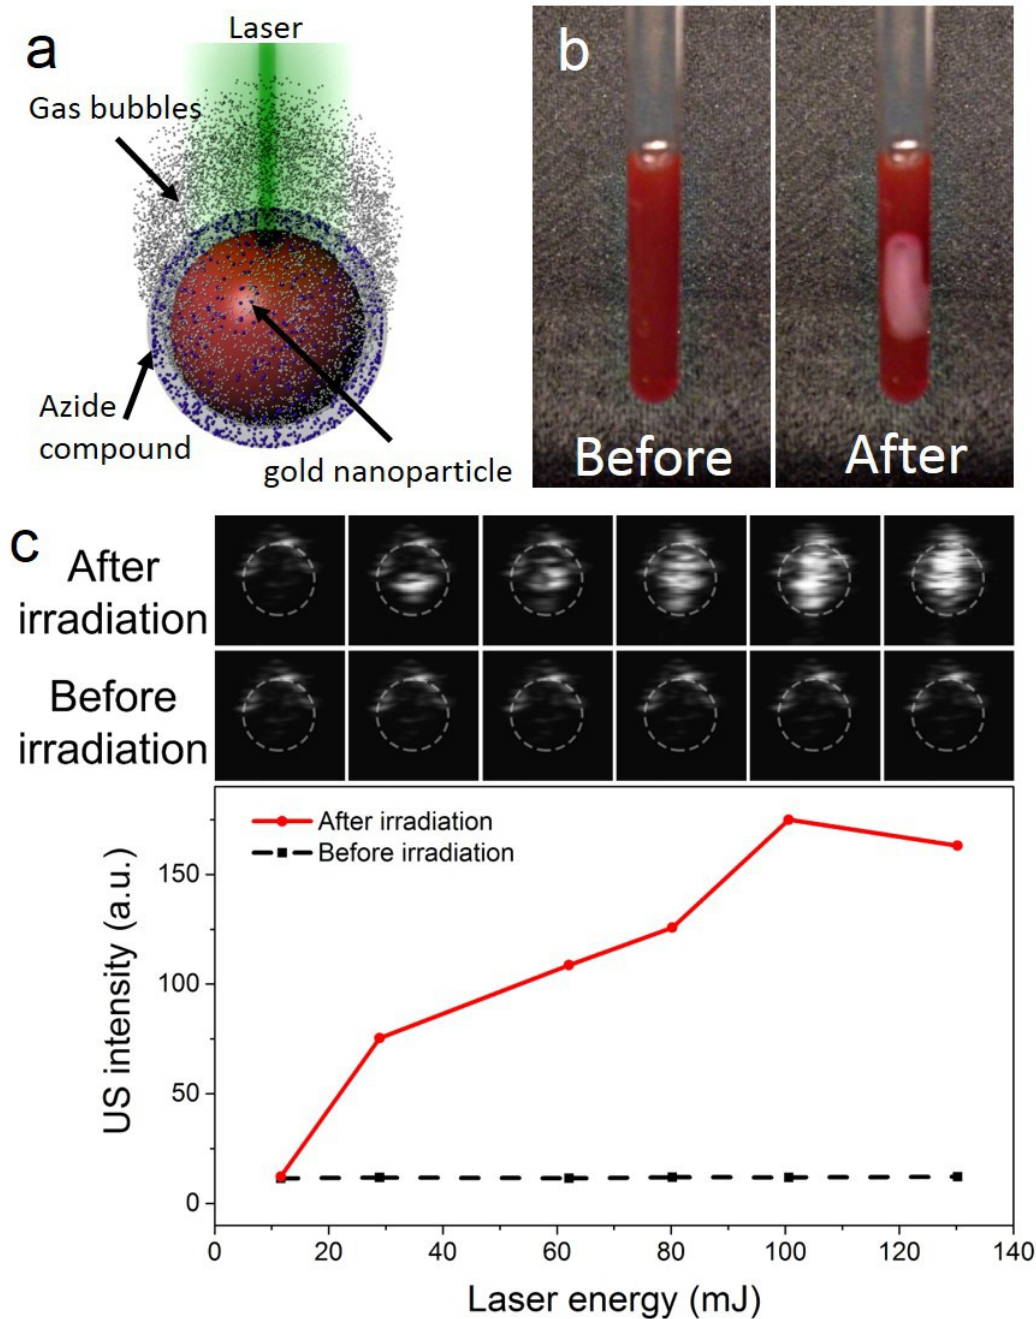 a
Laser
Gas bubbles
Azide
compound
gold nanoparticle
b
Before
After
c
After
irradiation
Before
irradiation
After irradiation
Before irradiation
US intensity (a.u.)
150
100
50
0
0 20 40 60 80 100 120 140
Laser energy (mJ)